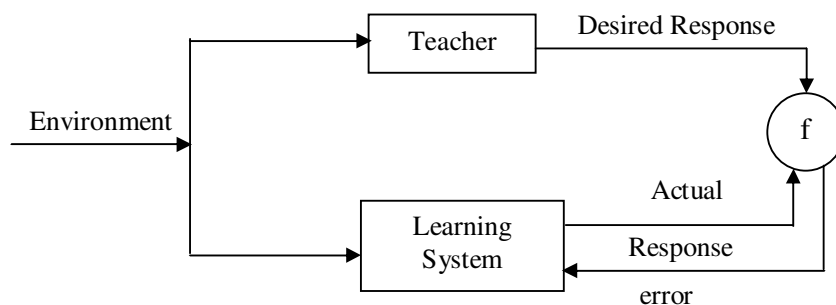 Teacher
Desired Response
Environment
f
Actual
Learning
System
Response
error